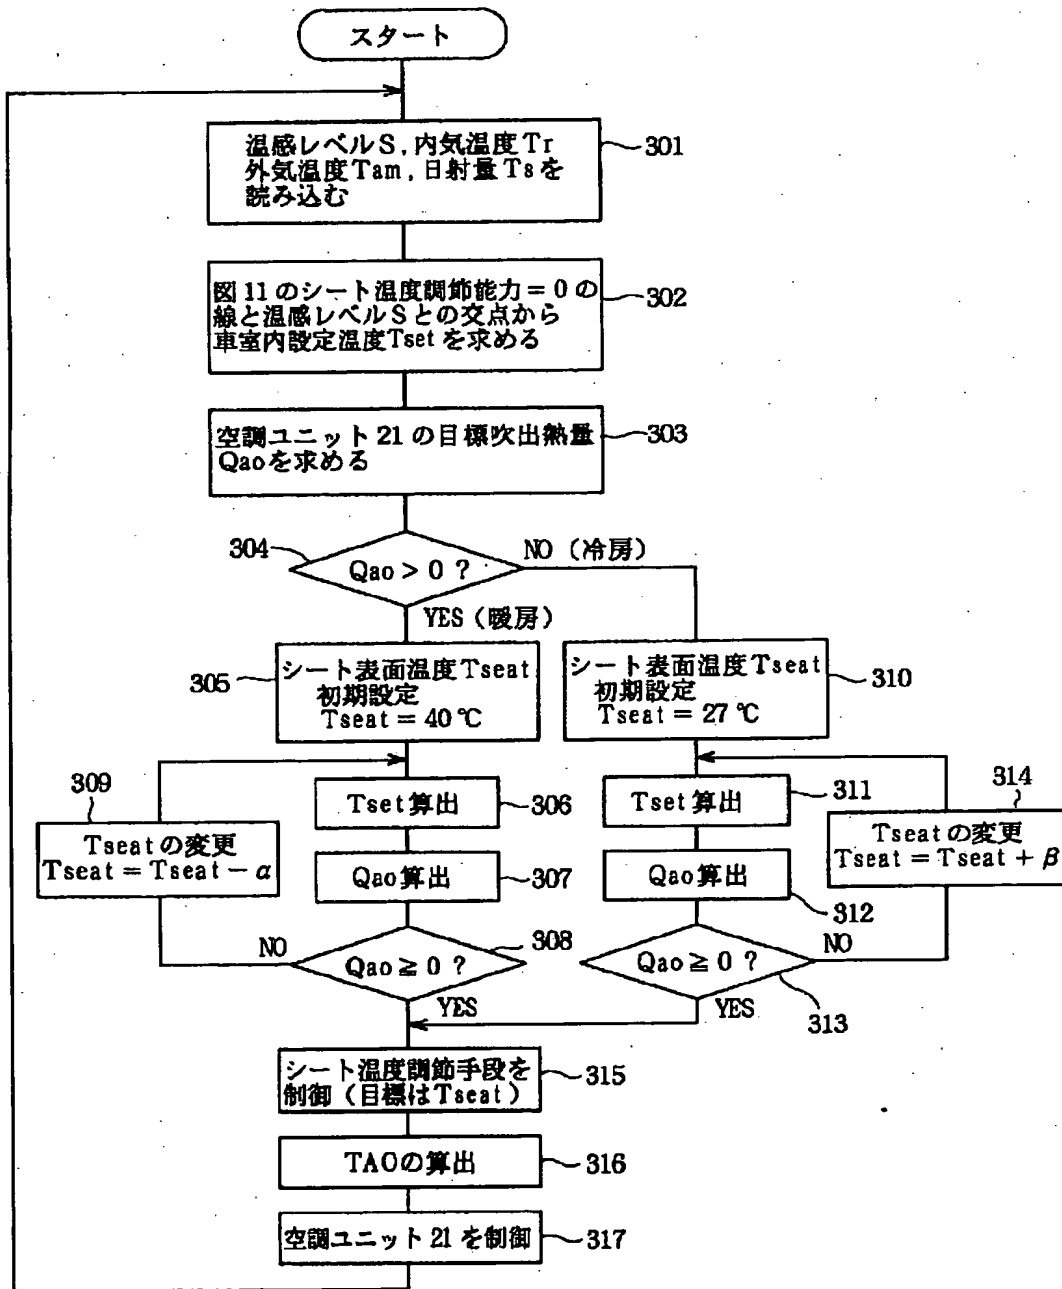 スタート
温感レベルS,内気温度Tr
外気温度Tam,日射量Tsを
読み込む
301
図11のシート温度調節能力=0の
線と温感レベルSとの交点から
車室内設定温度Tsetを求める
302
空調ユニット21の目標吹出熱量
Qaoを求める
303
304
Qao>0?
NO(冷房)
YES(暖房)
305
シート表面温度Tseat
初期設定
Tseat=40℃
シート表面温度Tseat
初期設定
Tseat=27℃
310
309
Tseatの変更
Tseat=Tseat-α
Tset算出
306
Tset算出
311
314
Tseatの変更
Tseat=Tseat+β
Qao算出
307
Qao算出
312
NO
Qao≧0?
308
YES
Qao≧0?
NO
YES
313
シート温度調節手段を
制御(目標はTseat)
315
TAOの算出
316
空調ユニット21を制御
317